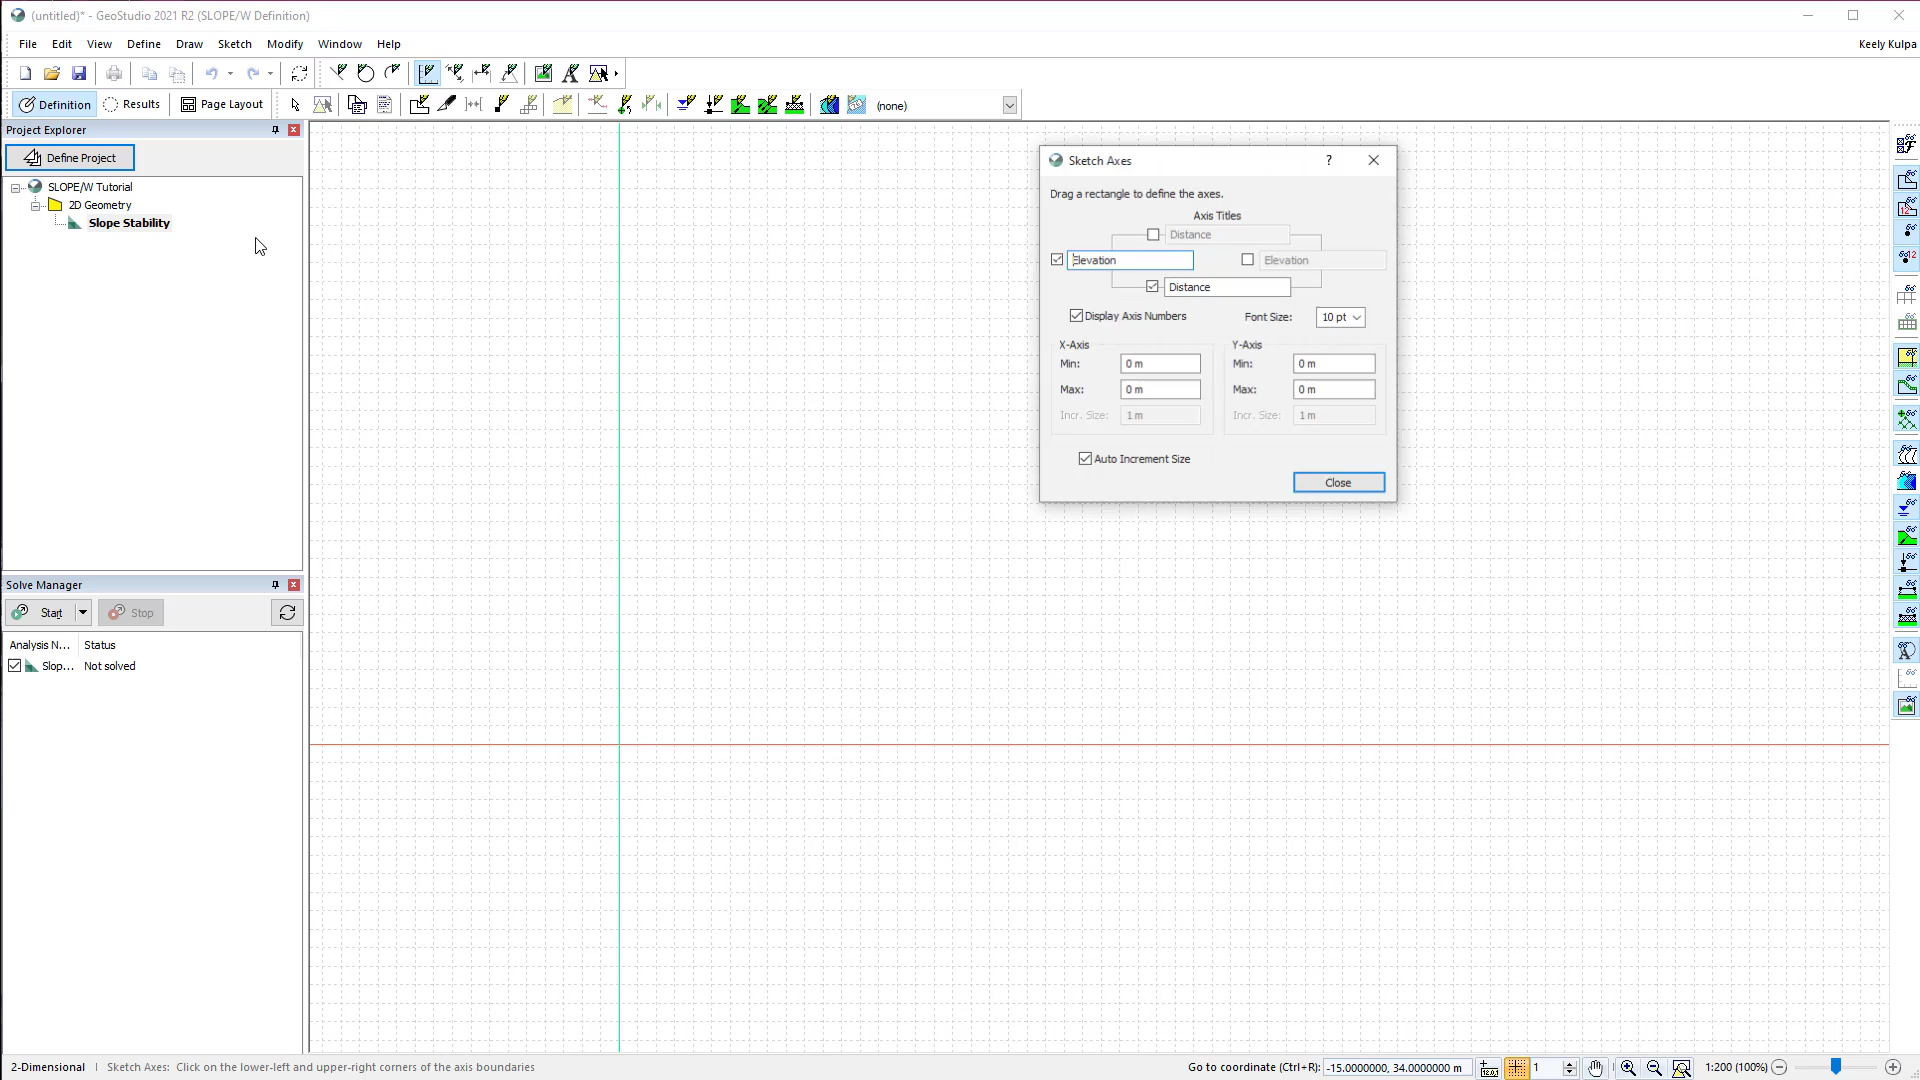 (untitled)* - GeoStudio 2021 R2 (SLOPE/W Definition)
File Edit View Define Draw Sketch Modify Window Help
Keely Kulpa
Definition Results Page Layout (none)
Project Explorer
Define Project
SLOPE/W Tutorial
2D Geometry
Slope Stability
Sketch Axes ?
Drag a rectangle to define the axes.
Axis Titles
Distance
Elevation Elevation
Distance
Display Axis Numbers Font Size: 10 pt
X-Axis Y-Axis
Min: 0 m Min: 0 m
Max: 0 m Max: 0 m
Incr. Size: 1 m Incr. Size: 1 m
Auto Increment Size
Close
Solve Manager
Start Stop
Analysis N... Status
Slop... Not solved
2-Dimensional Sketch Axes: Click on the lower-left and upper-right corners of the axis boundaries
Go to coordinate (Ctrl+R): -15.0000000, 34.0000000 m 1 1:200 (100%)